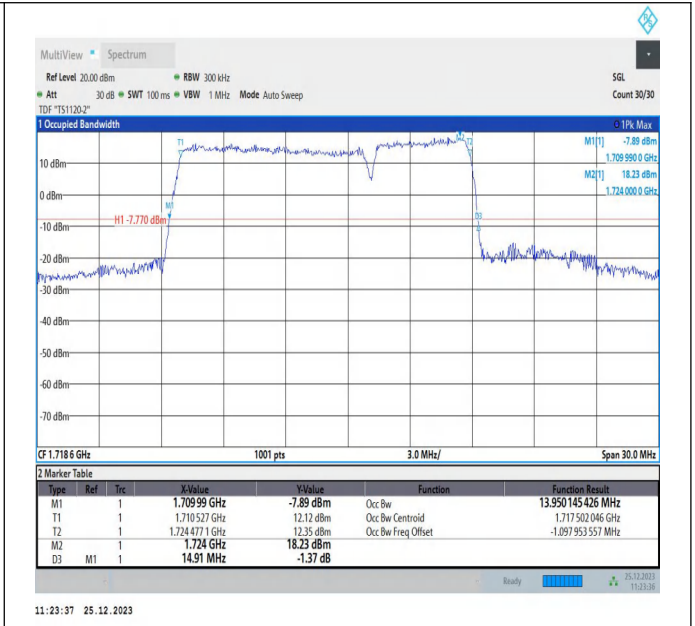 R&S
MultiView Spectrum
Ref Level 20.00 dBm RBW 300 kHz SGL
Att 30 dB SWT 100 ms VBW 1 MHz Mode Auto Sweep Count 30/30
TDF "TS1120-2"
1 Occupied Bandwidth 1Pk Max
M1[1] -7.89 dBm
1.709 990 0 GHz
M2[1] 18.23 dBm
1.724 000 0 GHz
T1 M2 T2
10 dBm
0 dBm
M1
H1 -7.770 dBm D3
-10 dBm
-20 dBm
-30 dBm
-40 dBm
-50 dBm
-60 dBm
-70 dBm
CF 1.718 6 GHz 1001 pts 3.0 MHz/ Span 30.0 MHz
2 Marker Table
Type Ref Trc X-Value Y-Value Function Function Result
M1 1 1.709 99 GHz -7.89 dBm Occ Bw 13.950 145 426 MHz
T1 1 1.710 527 GHz 12.12 dBm Occ Bw Centroid 1.717 502 046 GHz
T2 1 1.724 477 1 GHz 12.35 dBm Occ Bw Freq Offset -1.097 953 557 MHz
M2 1 1.724 GHz 18.23 dBm
D3 M1 1 14.91 MHz -1.37 dB
Ready 25.12.2023
11:23:36
11:23:37 25.12.2023